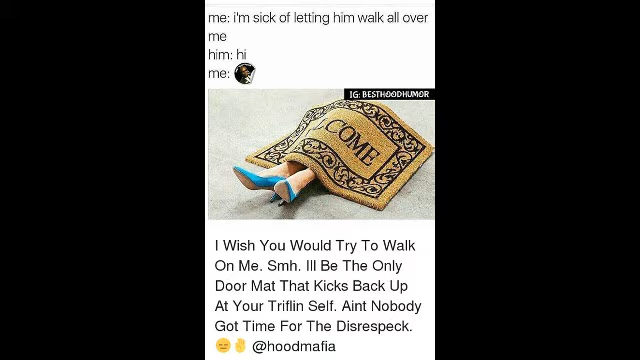 me: i'm sick of letting him walk all over
me
him: hi
me:
IG: BESTHOODHUMOR
COME
I Wish You Would Try To Walk
On Me. Smh. Ill Be The Only
Door Mat That Kicks Back Up
At Your Triflin Self. Aint Nobody
Got Time For The Disrespeck.
😑✋ @hoodmafia